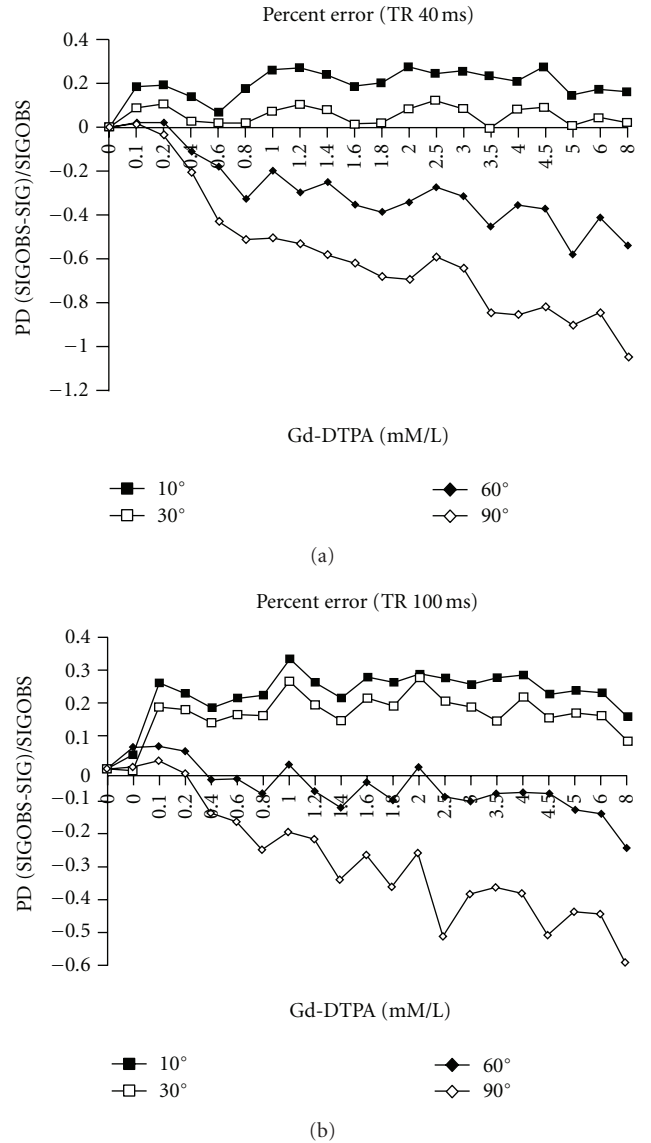 Percent error (TR 40 ms)
0.4
0.2
0
−0.2
−0.4
−0.6
−0.8
−1
−1.2
PD (SIGOBS-SIG)/SIGOBS
0 0.1 0.2 0.4 0.6 0.8 1 1.2 1.4 1.6 1.8 2 2.5 3 3.5 4 4.5 5 6 8
Gd-DTPA (mM/L)
10° 60°
30° 90°
(a)
Percent error (TR 100 ms)
0.4
0.3
0.2
0.1
0
−0.1
−0.2
−0.3
−0.4
−0.5
−0.6
PD (SIGOBS-SIG)/SIGOBS
0 0 0.1 0.2 0.4 0.6 0.8 1 1.2 1.4 1.6 1.8 2 2.5 3 3.5 4 4.5 5 6 8
Gd-DTPA (mM/L)
10° 60°
30° 90°
(b)